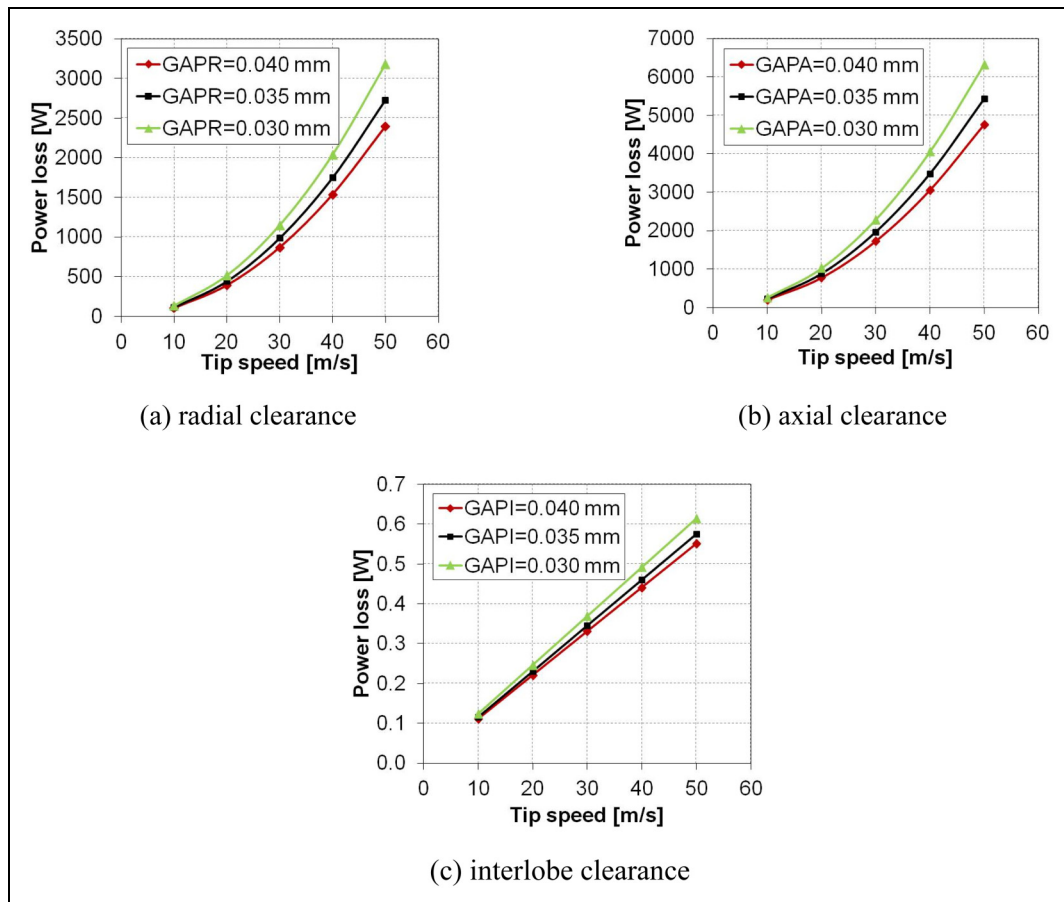 3500
3000
2500
2000
1500
1000
500
0
Power loss [W]
GAPR=0.040 mm
GAPR=0.035 mm
GAPR=0.030 mm
0 10 20 30 40 50 60
Tip speed [m/s]
(a) radial clearance
7000
6000
5000
4000
3000
2000
1000
0
Power loss [W]
GAPA=0.040 mm
GAPA=0.035 mm
GAPA=0.030 mm
0 10 20 30 40 50 60
Tip speed [m/s]
(b) axial clearance
0.7
0.6
0.5
0.4
0.3
0.2
0.1
0.0
Power loss [W]
GAPI=0.040 mm
GAPI=0.035 mm
GAPI=0.030 mm
0 10 20 30 40 50 60
Tip speed [m/s]
(c) interlobe clearance